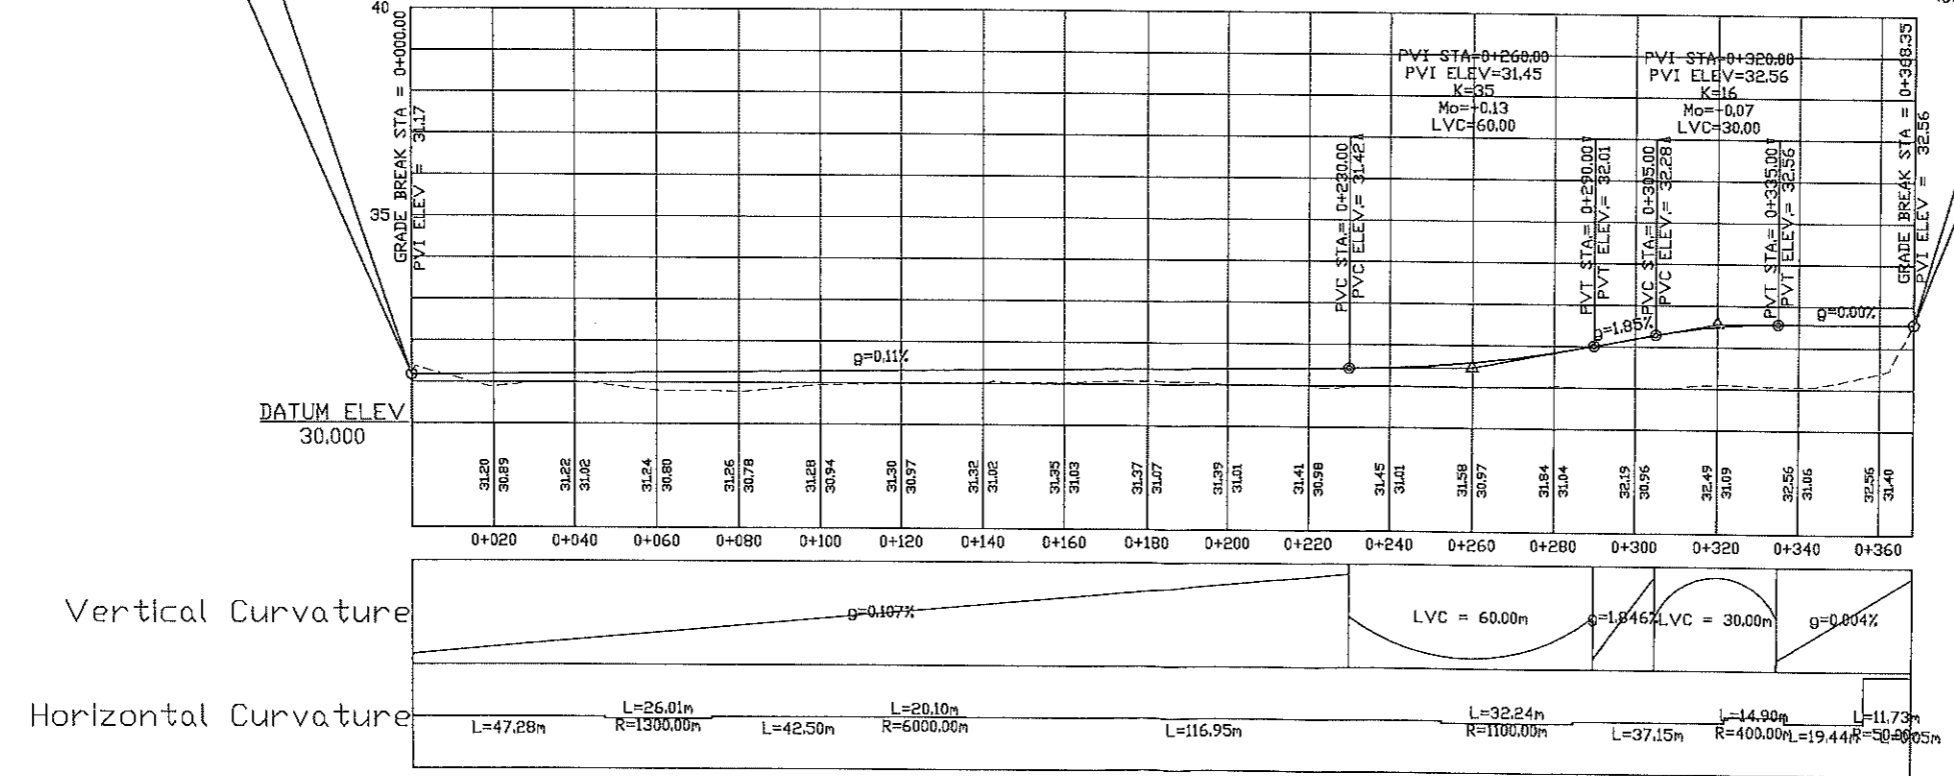 40
35
DATUM ELEV
30.000
GRADE BREAK STA = 0+000.00
PVI ELEV = 31.17
g=0.11%
PVI STA=0+260.00
PVI ELEV=31.45
K=35
Mo=-0.13
LVC=60.00
PVI STA=0+320.00
PVI ELEV=32.56
K=16
Mo=-0.07
LVC=30.00
PVC STA.= 0+230.00
PVC ELEV.= 31.42
PVT STA.= 0+290.00
PVT ELEV.= 32.01
PVC STA.= 0+305.00
PVC ELEV.= 32.28
PVT STA.= 0+335.00
PVT ELEV.= 32.56
g=1.85%
g=0.00%
GRADE BREAK STA = 0+368.35
PVI ELEV = 32.56
31.20 30.89
31.22 31.02
31.24 30.80
31.26 30.78
31.28 30.94
31.30 30.97
31.32 31.02
31.35 31.03
31.37 31.07
31.39 31.01
31.41 30.98
31.45 31.01
31.58 30.97
31.84 31.04
32.19 30.96
32.49 31.09
32.56 31.06
32.56 31.40
0+020 0+040 0+060 0+080 0+100 0+120 0+140 0+160 0+180 0+200 0+220 0+240 0+260 0+280 0+300 0+320 0+340 0+360
Vertical Curvature
g=0.107%
LVC = 60.00m
g=1.846%
LVC = 30.00m
g=0.004%
Horizontal Curvature
L=47.28m
L=26.01m
R=1300.00m
L=42.50m
L=20.10m
R=6000.00m
L=116.95m
L=32.24m
R=1100.00m
L=37.15m
L=14.90m
R=400.00m
L=19.44m
L=11.73m